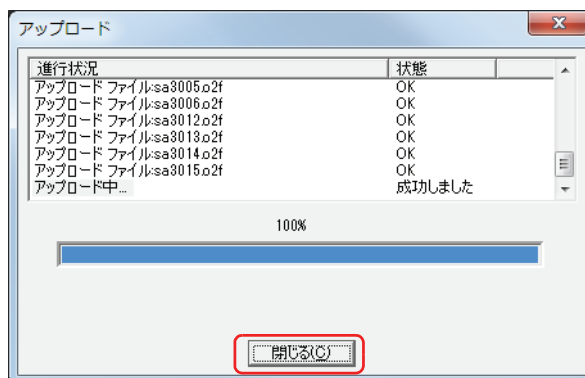 アップロード
進行状況 状態
アップロード ファイル:sa3005.o2f OK
アップロード ファイル:sa3006.o2f OK
アップロード ファイル:sa3012.o2f OK
アップロード ファイル:sa3013.o2f OK
アップロード ファイル:sa3014.o2f OK
アップロード ファイル:sa3015.o2f OK
アップロード中... 成功しました
100%
閉じる(C)